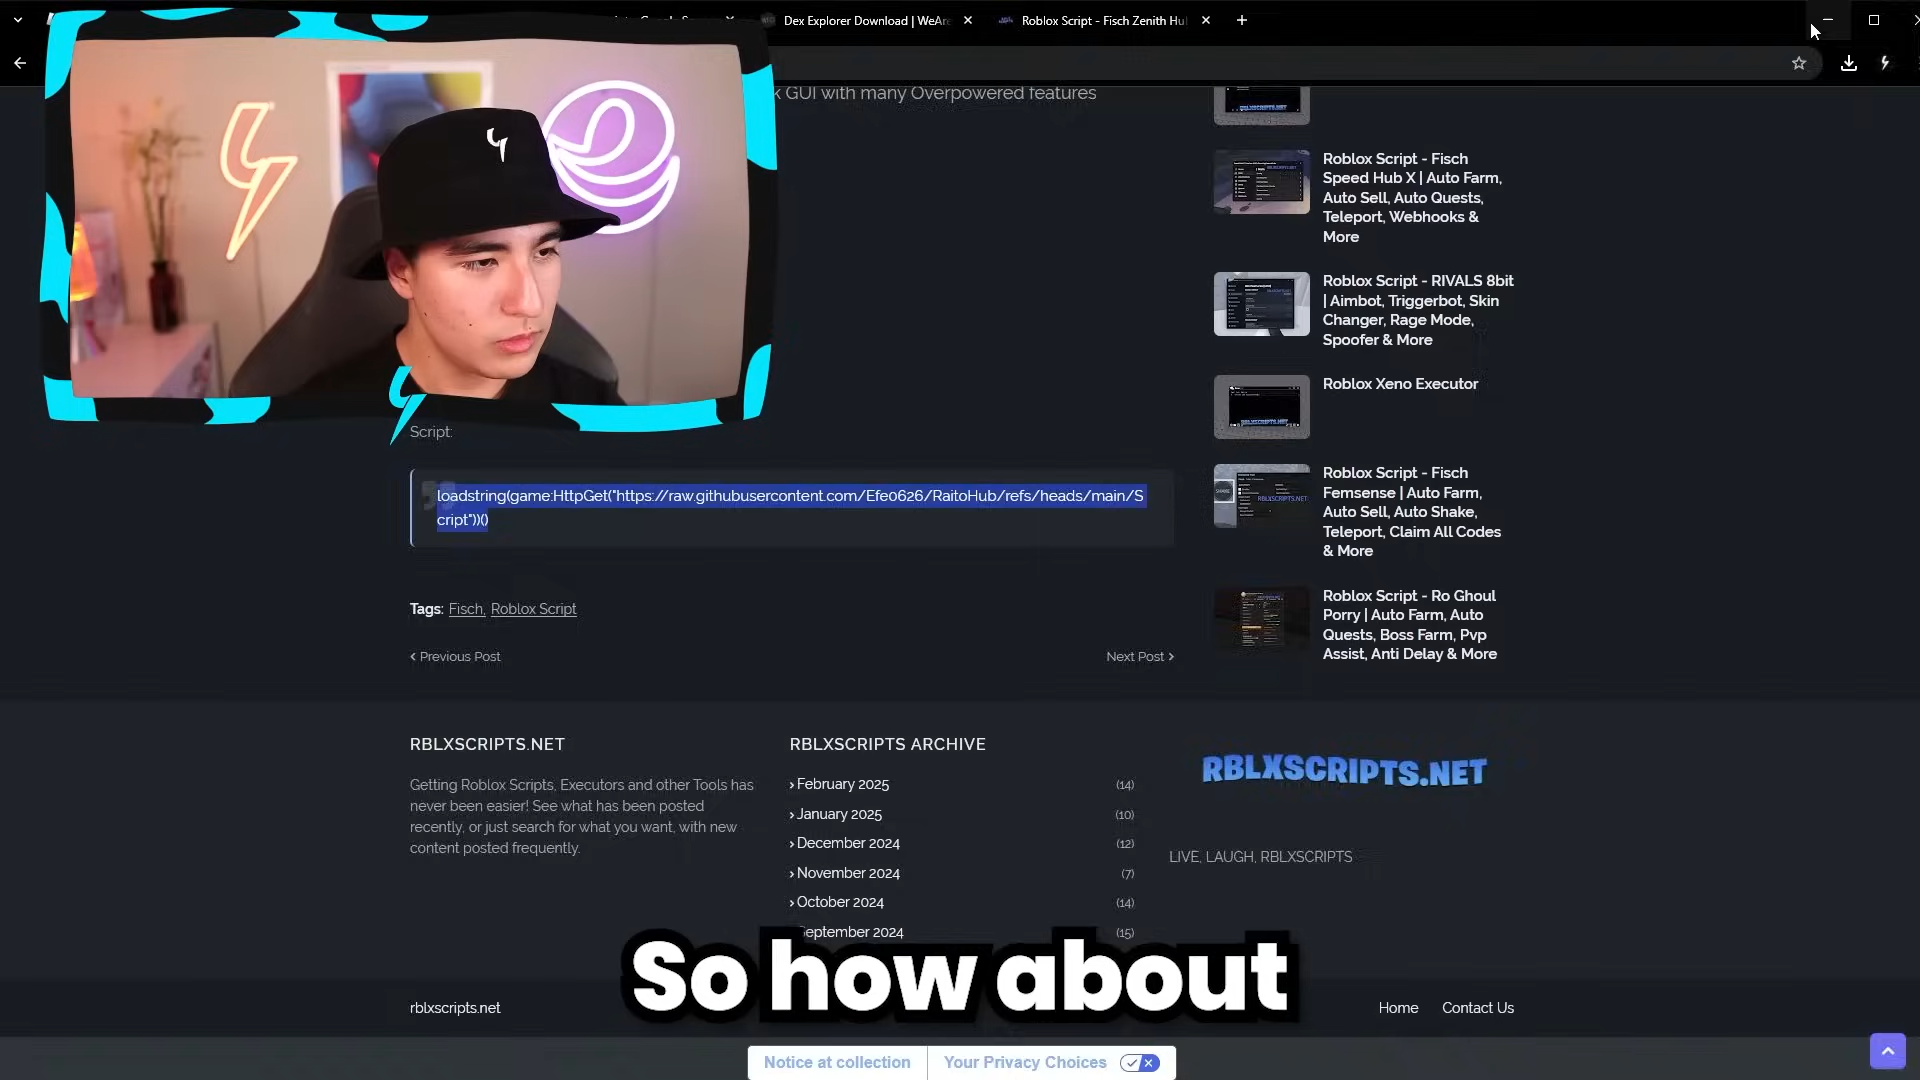 Dex Explorer Download | WeAre
Roblox Script - Fisch Zenith Hu
k GUI with many Overpowered features
Script:
loadstring(game:HttpGet("https://raw.githubusercontent.com/Efe0626/RaitoHub/refs/heads/main/S
cript"))()
Tags: Fisch, Roblox Script
‹ Previous Post
Next Post ›
Roblox Script - Fisch
Speed Hub X | Auto Farm,
Auto Sell, Auto Quests,
Teleport, Webhooks &
More
Roblox Script - RIVALS 8bit
| Aimbot, Triggerbot, Skin
Changer, Rage Mode,
Spoofer & More
Roblox Xeno Executor
Roblox Script - Fisch
Femsense | Auto Farm,
Auto Sell, Auto Shake,
Teleport, Claim All Codes
& More
Roblox Script - Ro Ghoul
Porry | Auto Farm, Auto
Quests, Boss Farm, Pvp
Assist, Anti Delay & More
RBLXSCRIPTS.NET
Getting Roblox Scripts, Executors and other Tools has
never been easier! See what has been posted
recently, or just search for what you want, with new
content posted frequently.
RBLXSCRIPTS ARCHIVE
› February 2025 (14)
› January 2025 (10)
› December 2024 (12)
› November 2024 (7)
› October 2024 (14)
September 2024 (15)
RBLXSCRIPTS.NET
LIVE, LAUGH, RBLXSCRIPTS
So how about
rblxscripts.net
Home Contact Us
Notice at collection
Your Privacy Choices